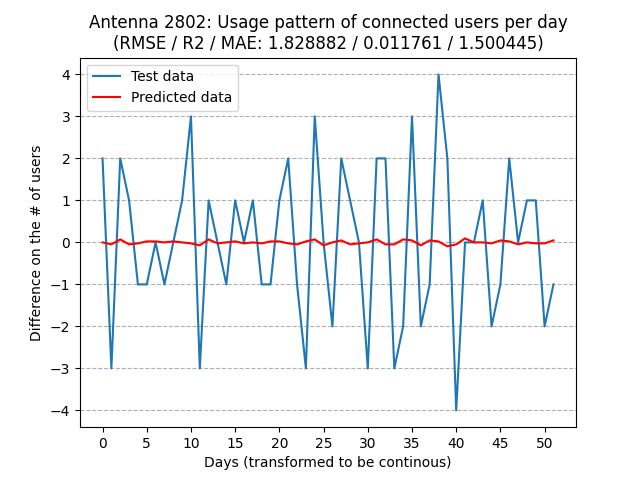 Antenna 2802: Usage pattern of connected users per day
(RMSE / R2 / MAE: 1.828882 / 0.011761 / 1.500445)
Test data
Predicted data
Difference on the # of users
4
3
2
1
0
−1
−2
−3
−4
0 5 10 15 20 25 30 35 40 45 50
Days (transformed to be continous)